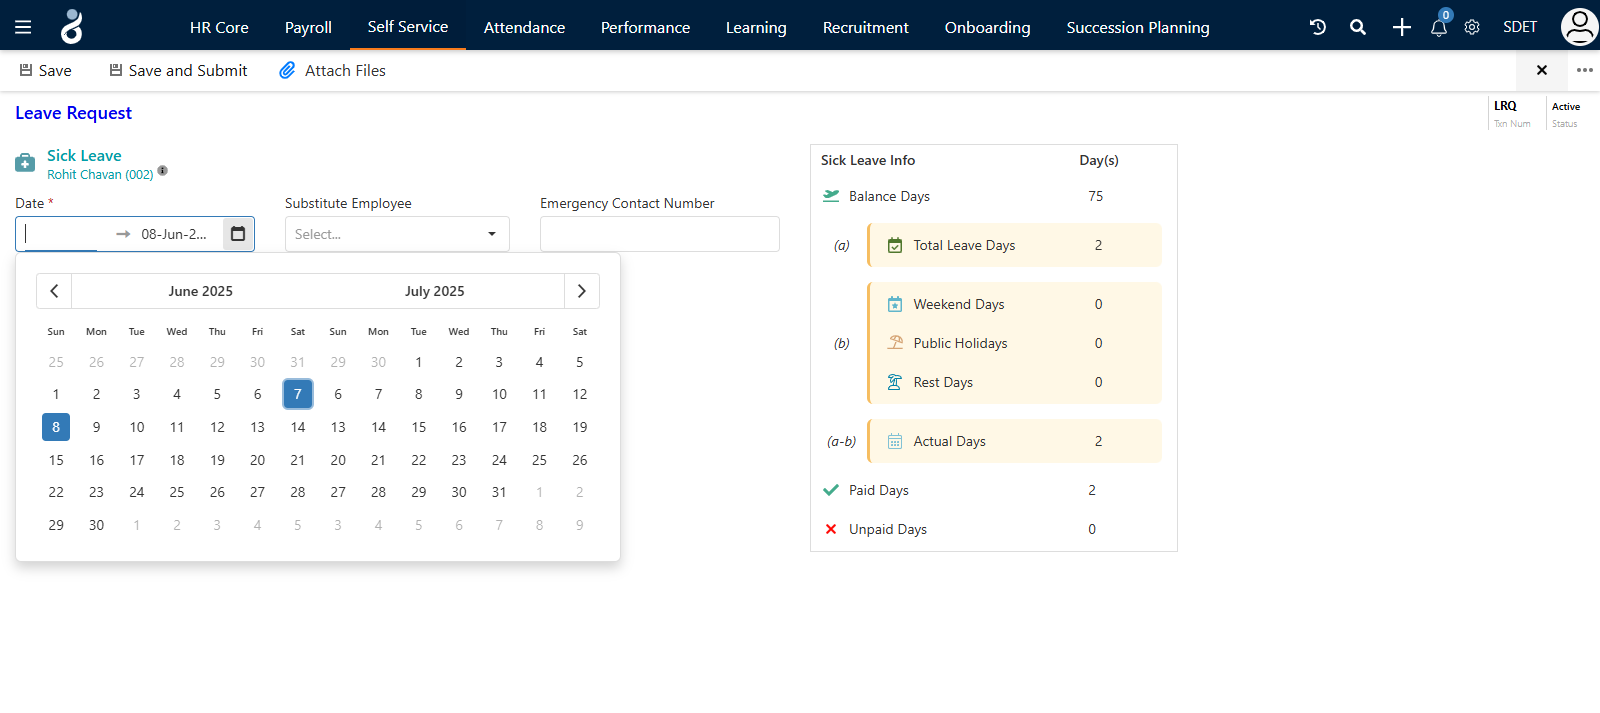 HR Core Payroll Self Service Attendance Performance Learning Recruitment Onboarding Succession Planning 0 SDET
Save Save and Submit Attach Files
Leave Request
LRQ Active
Txn Num Status
Sick Leave
Rohit Chavan (002)
Date * Substitute Employee Emergency Contact Number
08-Jun-2... Select...
June 2025 July 2025
Sun Mon Tue Wed Thu Fri Sat Sun Mon Tue Wed Thu Fri Sat
25 26 27 28 29 30 31 29 30 1 2 3 4 5
1 2 3 4 5 6 7 6 7 8 9 10 11 12
8 9 10 11 12 13 14 13 14 15 16 17 18 19
15 16 17 18 19 20 21 20 21 22 23 24 25 26
22 23 24 25 26 27 28 27 28 29 30 31 1 2
29 30 1 2 3 4 5 3 4 5 6 7 8 9
Sick Leave Info Day(s)
Balance Days 75
(a) Total Leave Days 2
Weekend Days 0
(b) Public Holidays 0
Rest Days 0
(a-b) Actual Days 2
Paid Days 2
Unpaid Days 0